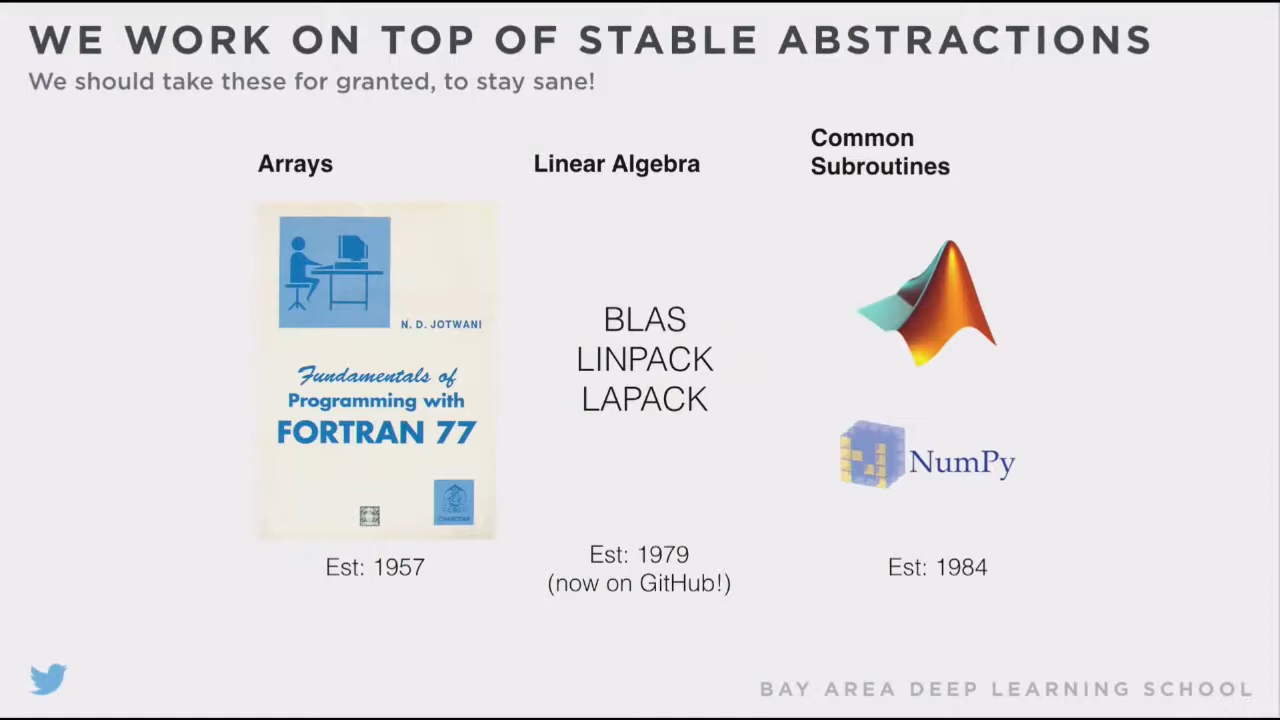 WE WORK ON TOP OF STABLE ABSTRACTIONS
We should take these for granted, to stay sane!
Arrays
Linear Algebra
Common
Subroutines
N. D. JOTWANI
Fundamentals of
Programming with
FORTRAN 77
BLAS
LINPACK
LAPACK
NumPy
Est: 1957
Est: 1979
(now on GitHub!)
Est: 1984
BAY AREA DEEP LEARNING SCHOOL